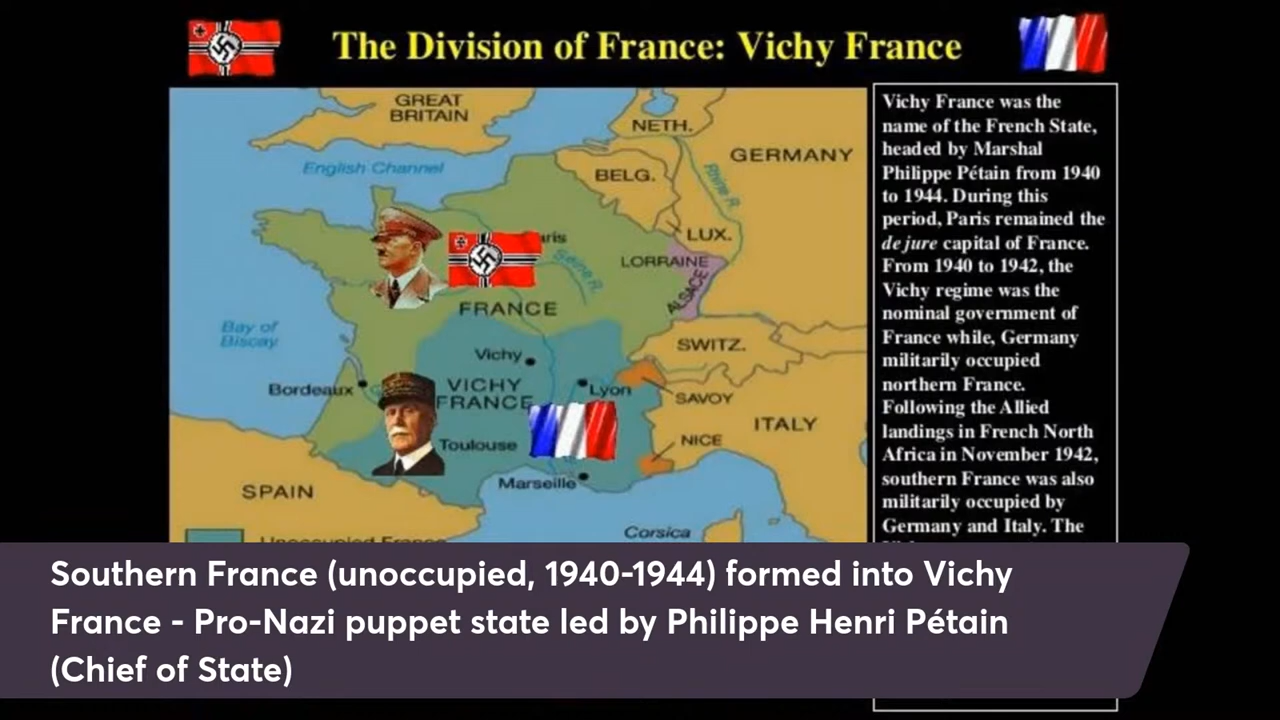 The Division of France: Vichy France
GREAT
BRITAIN
NETH.
English Channel
GERMANY
BELG.
Rhine R.
LUX.
aris
LORRAINE
Seine R.
ALSACE
FRANCE
Bay of
Biscay
SWITZ.
Vichy
Bordeaux
VICHY
FRANCE
Lyon
SAVOY
ITALY
Toulouse
NICE
Marseille
SPAIN
Corsica
Unoccupied France
Vichy France was the
name of the French State,
headed by Marshal
Philippe Pétain from 1940
to 1944. During this
period, Paris remained the
de jure capital of France.
From 1940 to 1942, the
Vichy regime was the
nominal government of
France while, Germany
militarily occupied
northern France.
Following the Allied
landings in French North
Africa in November 1942,
southern France was also
militarily occupied by
Germany and Italy. The
Southern France (unoccupied, 1940-1944) formed into Vichy
France - Pro-Nazi puppet state led by Philippe Henri Pétain
(Chief of State)